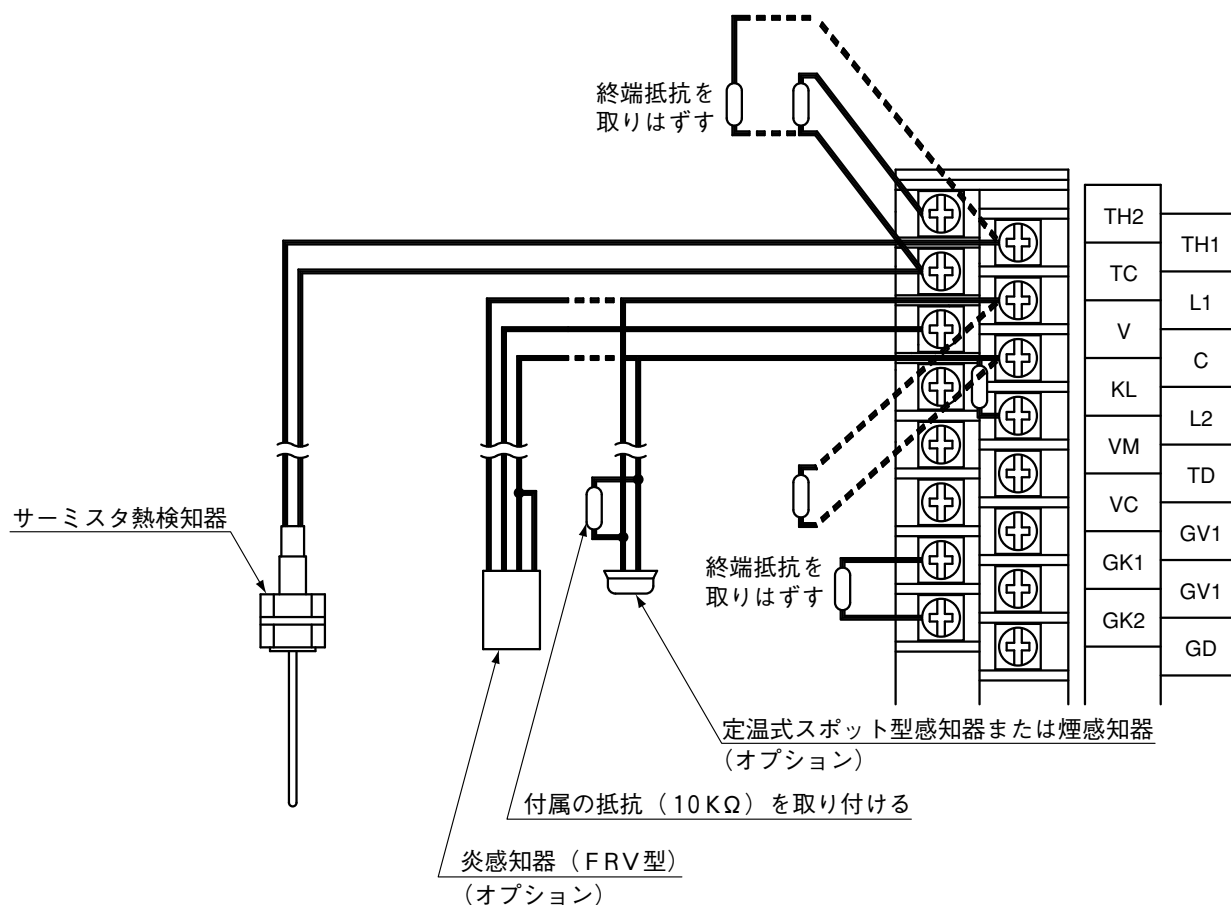 終端抵抗を
取りはずす
TH2
TH1
TC
L1
V
C
KL
L2
VM
TD
VC
GV1
GK1
GV1
GK2
GD
サーミスタ熱検知器
終端抵抗を
取りはずす
定温式スポット型感知器または煙感知器
(オプション)
付属の抵抗(10KΩ)を取り付ける
炎感知器(FRV型)
(オプション)